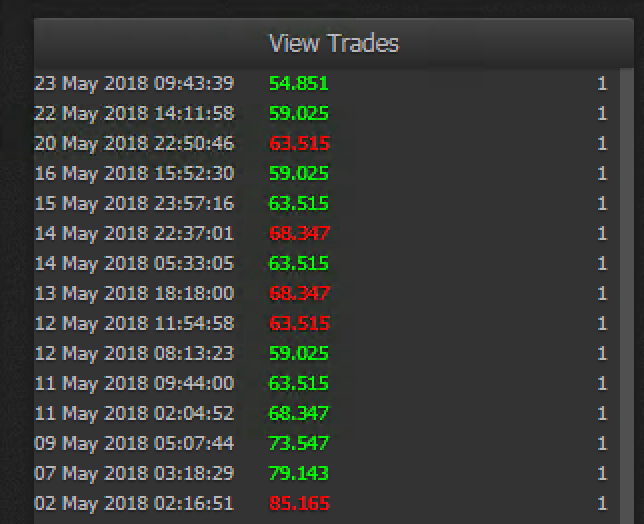 View Trades
23 May 2018 09:43:39 54.851 1
22 May 2018 14:11:58 59.025 1
20 May 2018 22:50:46 63.515 1
16 May 2018 15:52:30 59.025 1
15 May 2018 23:57:16 63.515 1
14 May 2018 22:37:01 68.347 1
14 May 2018 05:33:05 63.515 1
13 May 2018 18:18:00 68.347 1
12 May 2018 11:54:58 63.515 1
12 May 2018 08:13:23 59.025 1
11 May 2018 09:44:00 63.515 1
11 May 2018 02:04:52 68.347 1
09 May 2018 05:07:44 73.547 1
07 May 2018 03:18:29 79.143 1
02 May 2018 02:16:51 85.165 1